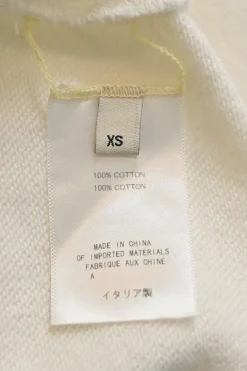 XS
100% COTTON
100% COTTON
MADE IN CHINA
OF IMPORTED MATERIALS
FABRIQUE AUX CHINE
A
イタリア製